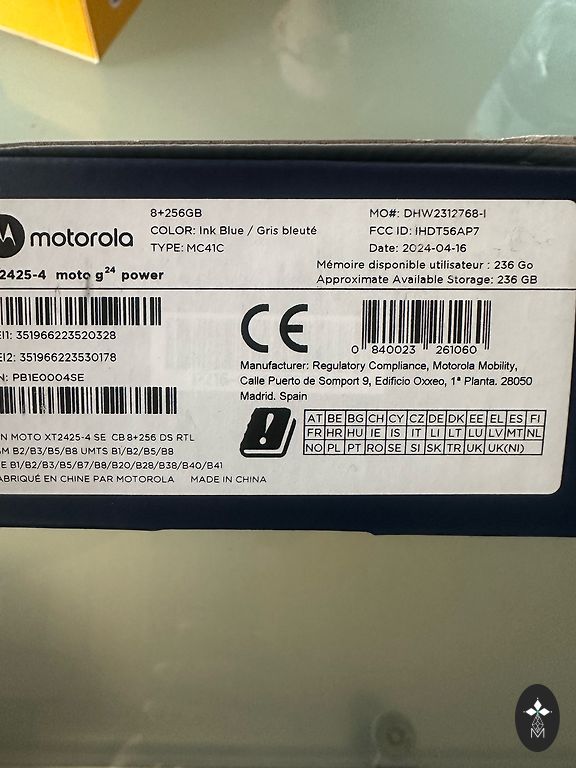 8+256GB
COLOR: Ink Blue / Gris bleuté
TYPE: MC41C
MO#: DHW2312768-I
FCC ID: IHDT56AP7
Date: 2024-04-16
motorola
2425-4 moto g24 power
Mémoire disponible utilisateur : 236 Go
Approximate Available Storage: 236 GB
EI1: 351966223520328
EI2: 351966223530178
N: PB1E0004SE
CE
0 840023 261060
Manufacturer: Regulatory Compliance, Motorola Mobility,
Calle Puerto de Somport 9, Edificio Oxxeo, 1ª Planta. 28050
Madrid. Spain
AT BE BG CH CY CZ DE DK EE EL ES FI
FR HR HU IE IS IT LI LT LU LV MT NL
NO PL PT RO SE SI SK TR UK UK(NI)
N MOTO XT2425-4 SE CB 8+256 DS RTL
M B2/B3/B5/B8 UMTS B1/B2/B5/B8
E B1/B2/B3/B5/B7/B8/B20/B28/B38/B40/B41
ABRIQUÉ EN CHINE PAR MOTOROLA MADE IN CHINA
M